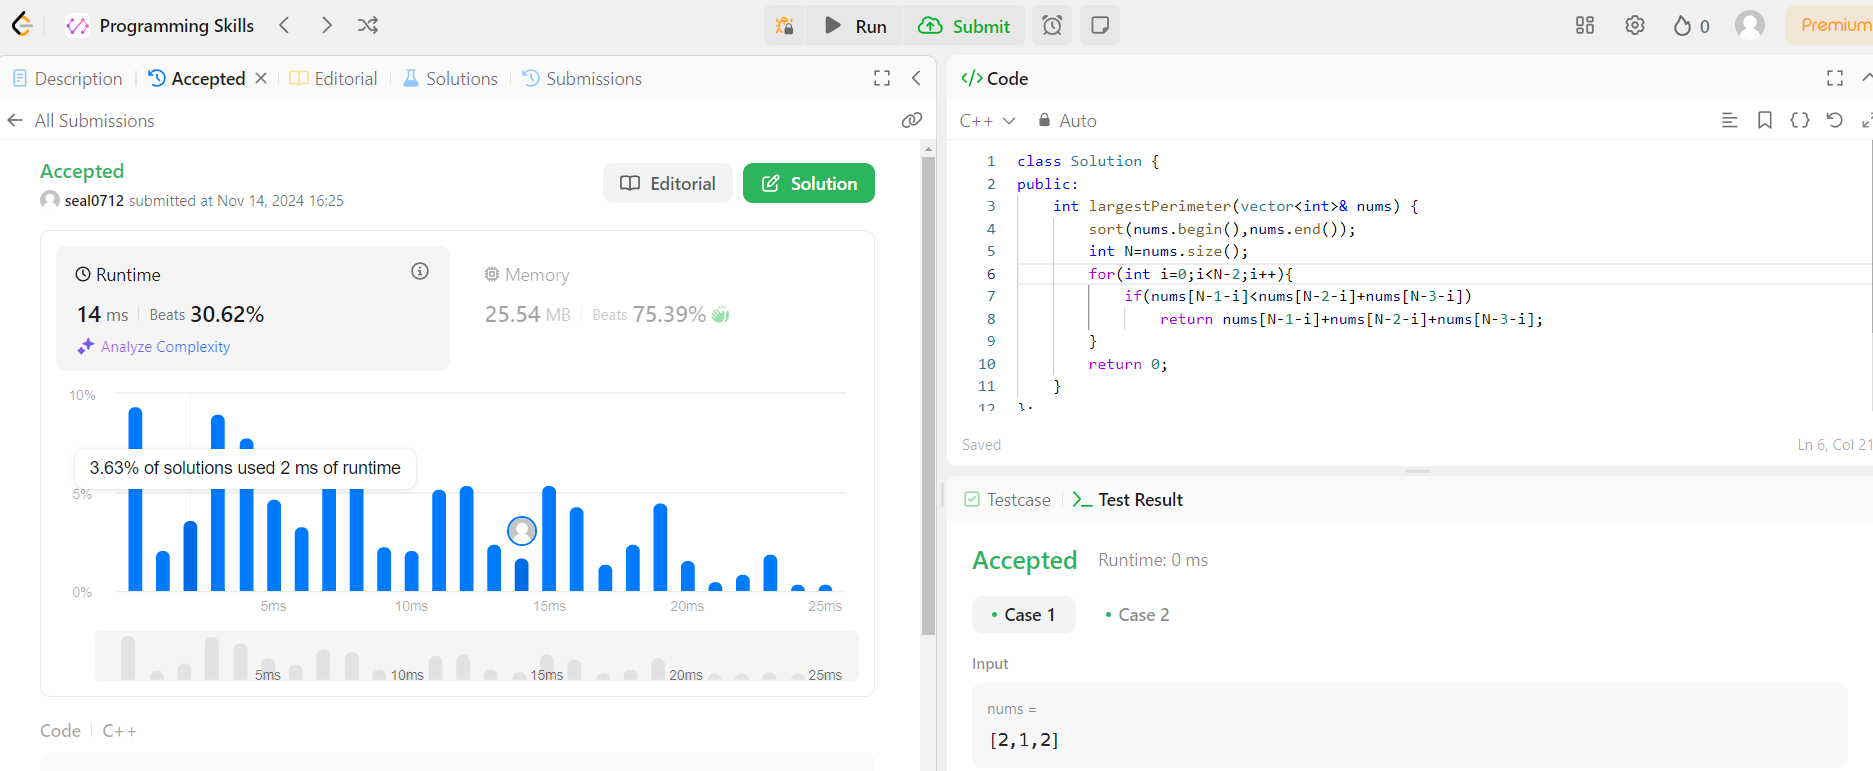 Programming Skills
Run
Submit
0
Premium
Description
Accepted
Editorial
Solutions
Submissions
All Submissions
Accepted
seal0712 submitted at Nov 14, 2024 16:25
Editorial
Solution
Runtime
14 ms
Beats 30.62%
Analyze Complexity
Memory
25.54 MB
Beats 75.39%
10%
5%
0%
3.63% of solutions used 2 ms of runtime
5ms
10ms
15ms
20ms
25ms
5ms
10ms
15ms
20ms
25ms
Code
C++
</> Code
C++
Auto
1 class Solution {
2 public:
3 int largestPerimeter(vector<int>& nums) {
4 sort(nums.begin(),nums.end());
5 int N=nums.size();
6 for(int i=0;i<N-2;i++){
7 if(nums[N-1-i]<nums[N-2-i]+nums[N-3-i])
8 return nums[N-1-i]+nums[N-2-i]+nums[N-3-i];
9 }
10 return 0;
11 }
12 };
Saved
Ln 6, Col 21
Testcase
>_ Test Result
Accepted
Runtime: 0 ms
• Case 1
• Case 2
Input
nums =
[2,1,2]